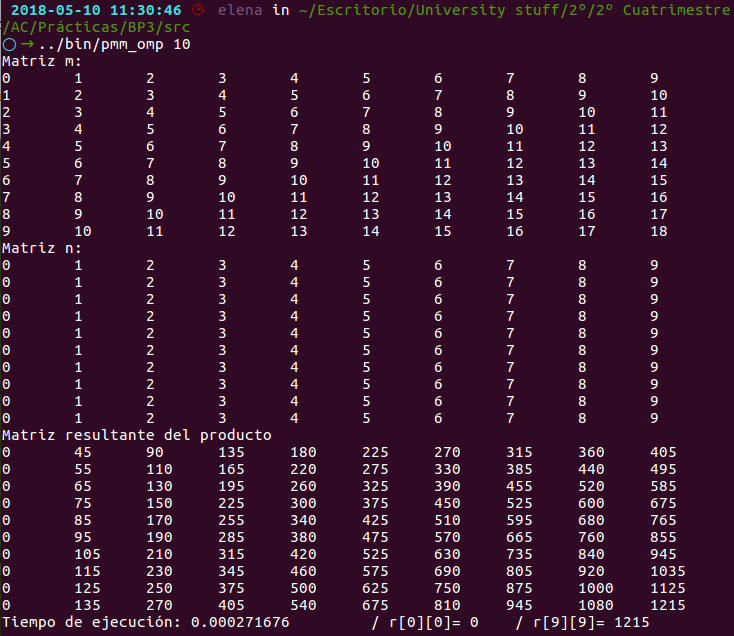 2018-05-10 11:30:46 elena in ~/Escritorio/University stuff/2º/2º Cuatrimestre
/AC/Prácticas/BP3/src
→ ../bin/pmm_omp 10
Matriz m:
0 1 2 3 4 5 6 7 8 9
1 2 3 4 5 6 7 8 9 10
2 3 4 5 6 7 8 9 10 11
3 4 5 6 7 8 9 10 11 12
4 5 6 7 8 9 10 11 12 13
5 6 7 8 9 10 11 12 13 14
6 7 8 9 10 11 12 13 14 15
7 8 9 10 11 12 13 14 15 16
8 9 10 11 12 13 14 15 16 17
9 10 11 12 13 14 15 16 17 18
Matriz n:
0 1 2 3 4 5 6 7 8 9
0 1 2 3 4 5 6 7 8 9
0 1 2 3 4 5 6 7 8 9
0 1 2 3 4 5 6 7 8 9
0 1 2 3 4 5 6 7 8 9
0 1 2 3 4 5 6 7 8 9
0 1 2 3 4 5 6 7 8 9
0 1 2 3 4 5 6 7 8 9
0 1 2 3 4 5 6 7 8 9
0 1 2 3 4 5 6 7 8 9
Matriz resultante del producto
0 45 90 135 180 225 270 315 360 405
0 55 110 165 220 275 330 385 440 495
0 65 130 195 260 325 390 455 520 585
0 75 150 225 300 375 450 525 600 675
0 85 170 255 340 425 510 595 680 765
0 95 190 285 380 475 570 665 760 855
0 105 210 315 420 525 630 735 840 945
0 115 230 345 460 575 690 805 920 1035
0 125 250 375 500 625 750 875 1000 1125
0 135 270 405 540 675 810 945 1080 1215
Tiempo de ejecución: 0.000271676 / r[0][0]= 0 / r[9][9]= 1215